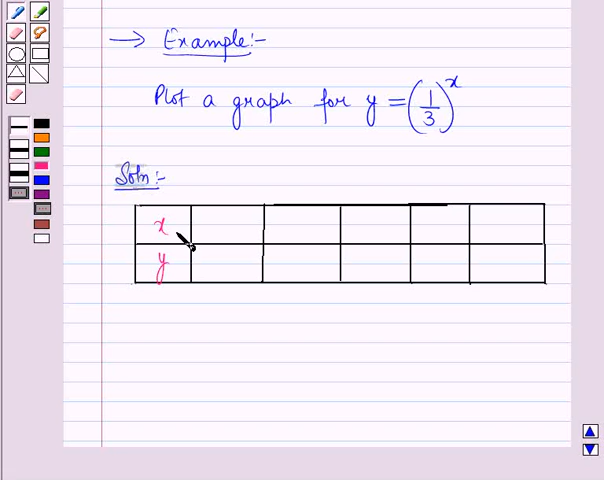 → Example:-
Plot a graph for y = (1/3)^x
Soln:-
x
y